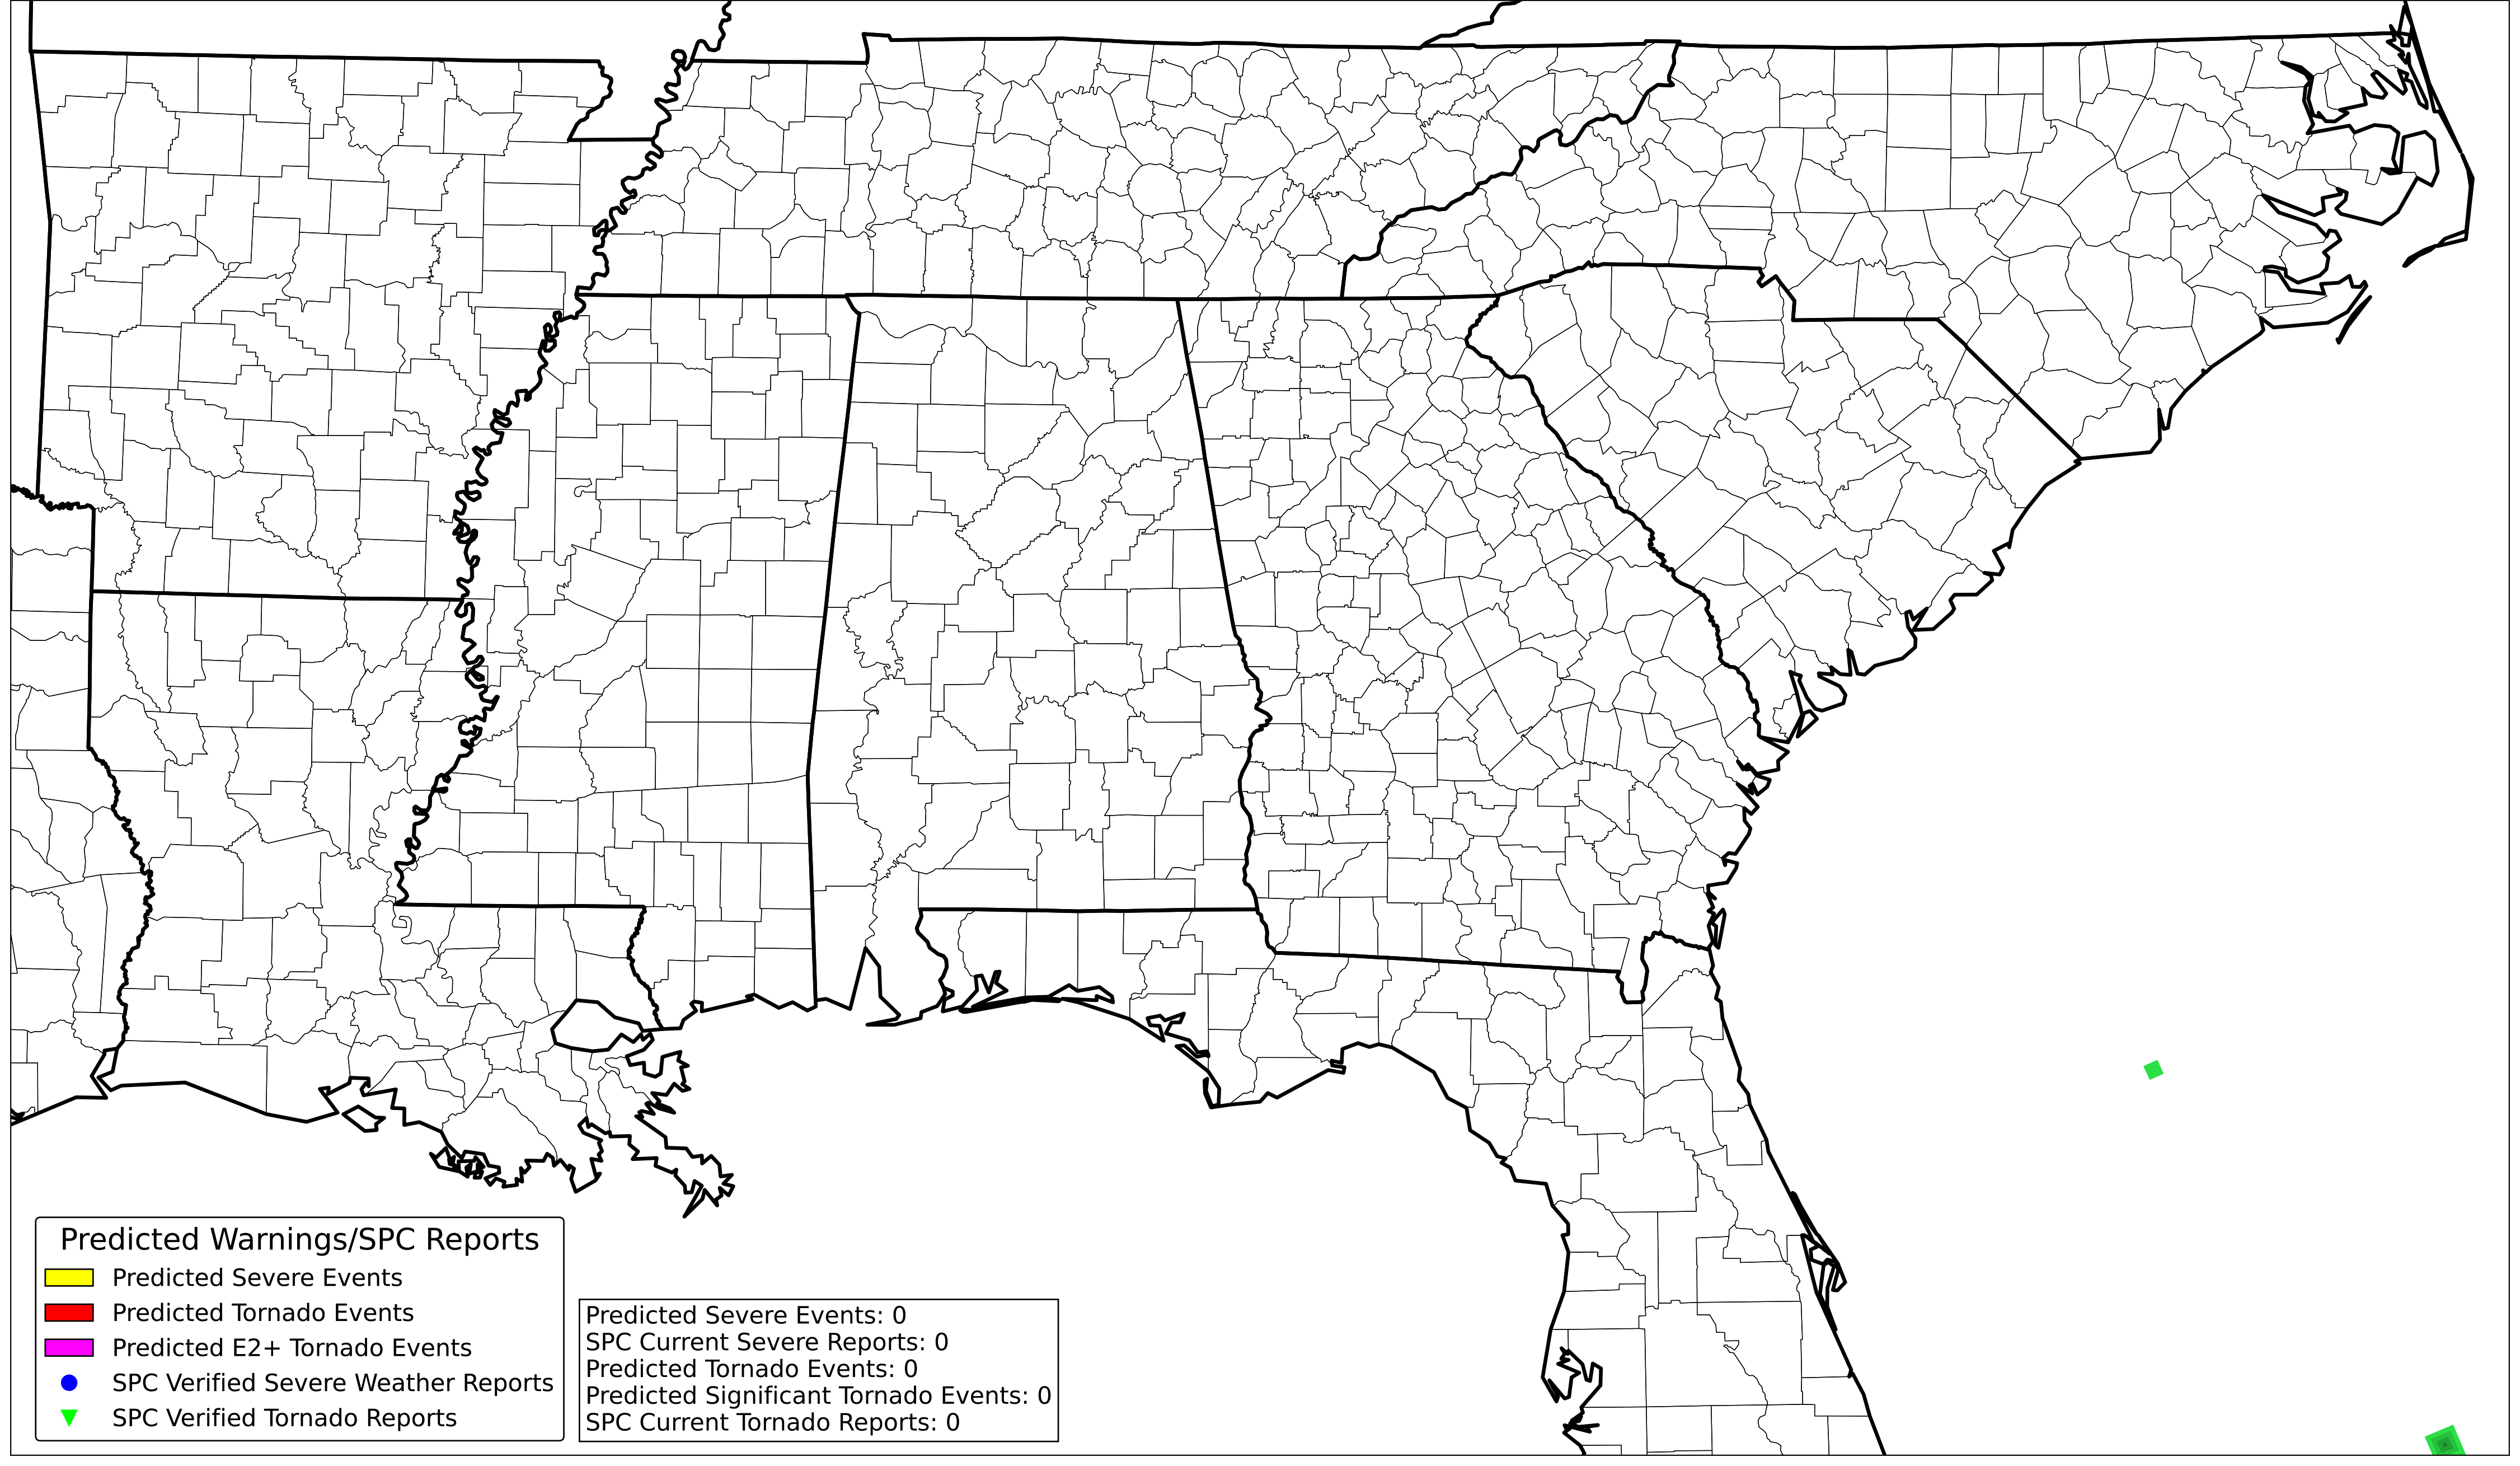 Predicted Warnings/SPC Reports
Predicted Severe Events
Predicted Tornado Events
Predicted E2+ Tornado Events
SPC Verified Severe Weather Reports
SPC Verified Tornado Reports
Predicted Severe Events: 0
SPC Current Severe Reports: 0
Predicted Tornado Events: 0
Predicted Significant Tornado Events: 0
SPC Current Tornado Reports: 0